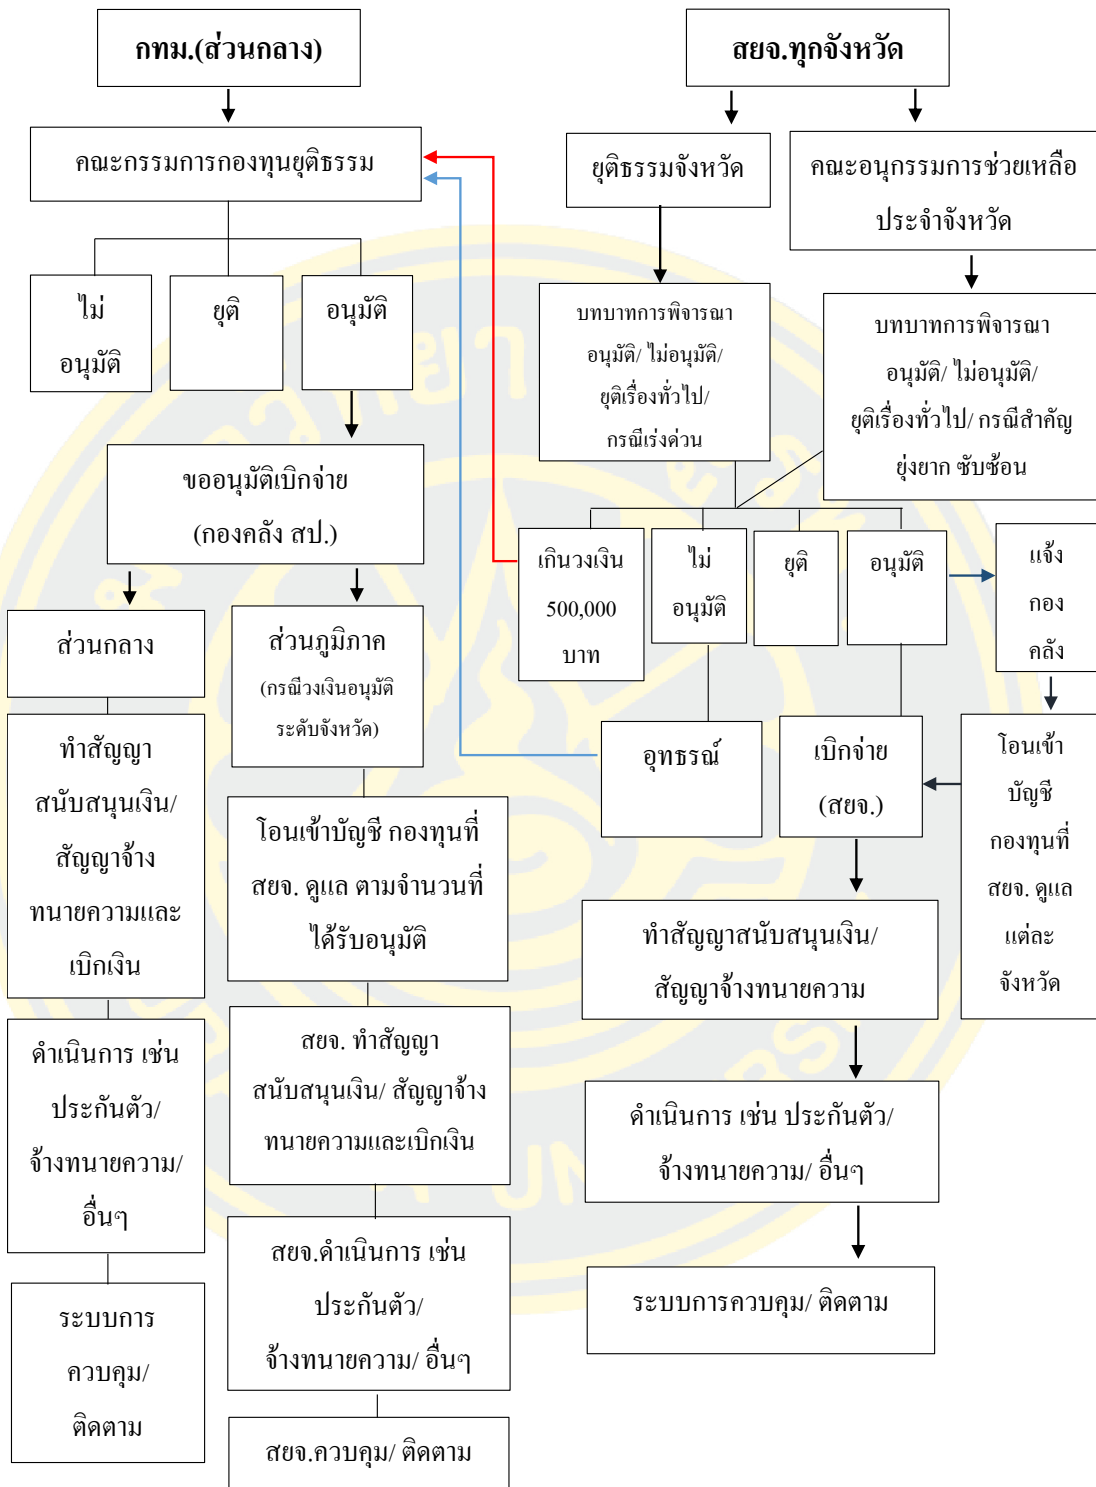 กทม.(ส่วนกลาง)
สยจ.ทุกจังหวัด
คณะกรรมการกองทุนยุติธรรม
ยุติธรรมจังหวัด
คณะอนุกรรมการช่วยเหลือ
ประจำจังหวัด
ไม่
อนุมัติ
ยุติ
อนุมัติ
บทบาทการพิจารณา
อนุมัติ/ ไม่อนุมัติ/
ยุติเรื่องทั่วไป/
กรณีเร่งด่วน
บทบาทการพิจารณา
อนุมัติ/ ไม่อนุมัติ/
ยุติเรื่องทั่วไป/ กรณีสำคัญ
ยุ่งยาก ซับซ้อน
ขออนุมัติเบิกจ่าย
(กองคลัง สป.)
เกินวงเงิน
500,000
บาท
ไม่
อนุมัติ
ยุติ
อนุมัติ
แจ้ง
กอง
คลัง
ส่วนกลาง
ส่วนภูมิภาค
(กรณีวงเงินอนุมัติ
ระดับจังหวัด)
ทำสัญญา
สนับสนุนเงิน/
สัญญาจ้าง
ทนายความและ
เบิกเงิน
อุทธรณ์
เบิกจ่าย
(สยจ.)
โอนเข้า
บัญชี
กองทุนที่
สยจ. ดูแล
แต่ละ
จังหวัด
โอนเข้าบัญชี กองทุนที่
สยจ. ดูแล ตามจำนวนที่
ได้รับอนุมัติ
ทำสัญญาสนับสนุนเงิน/
สัญญาจ้างทนายความ
ดำเนินการ เช่น
ประกันตัว/
จ้างทนายความ/
อื่นๆ
สยจ. ทำสัญญา
สนับสนุนเงิน/ สัญญาจ้าง
ทนายความและเบิกเงิน
ดำเนินการ เช่น ประกันตัว/
จ้างทนายความ/ อื่นๆ
สยจ.ดำเนินการ เช่น
ประกันตัว/
จ้างทนายความ/ อื่นๆ
ระบบการ
ควบคุม/
ติดตาม
ระบบการควบคุม/ ติดตาม
สยจ.ควบคุม/ ติดตาม